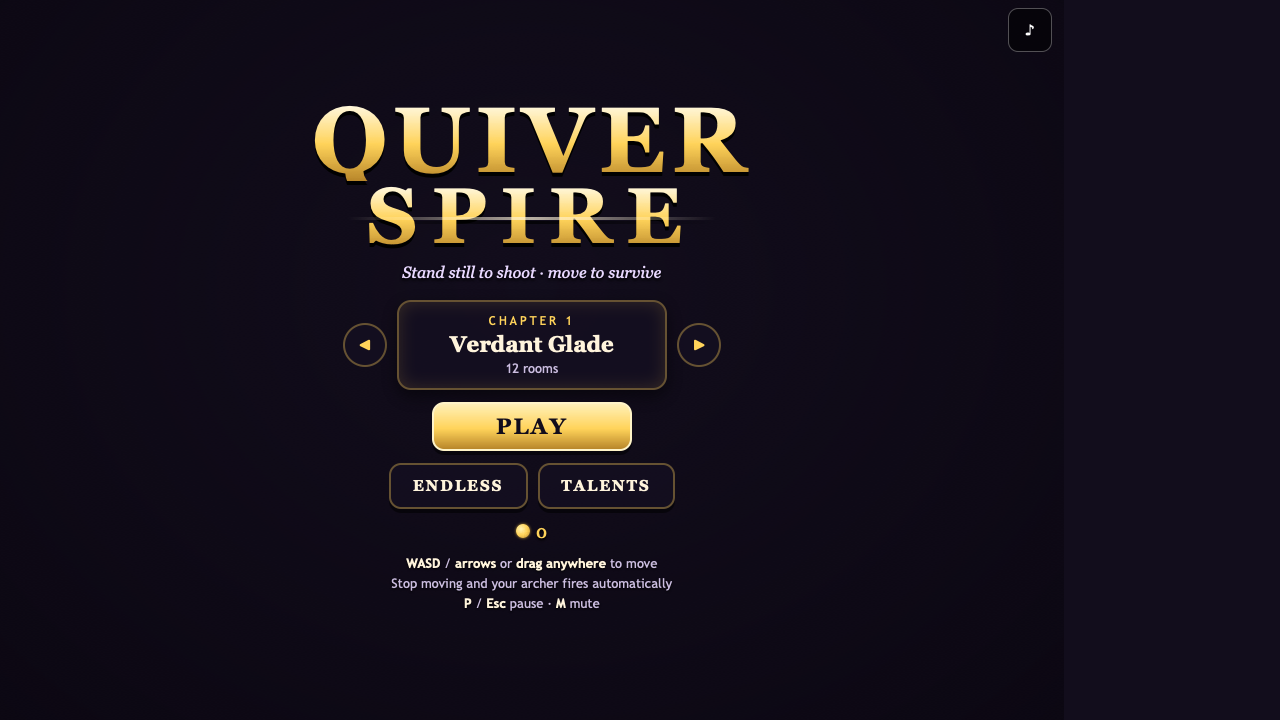 ♪
QUIVER
SPIRE
Stand still to shoot · move to survive
◀
CHAPTER 1
Verdant Glade
12 rooms
▶
PLAY
ENDLESS
TALENTS
0
WASD / arrows or drag anywhere to move
Stop moving and your archer fires automatically
P / Esc pause · M mute